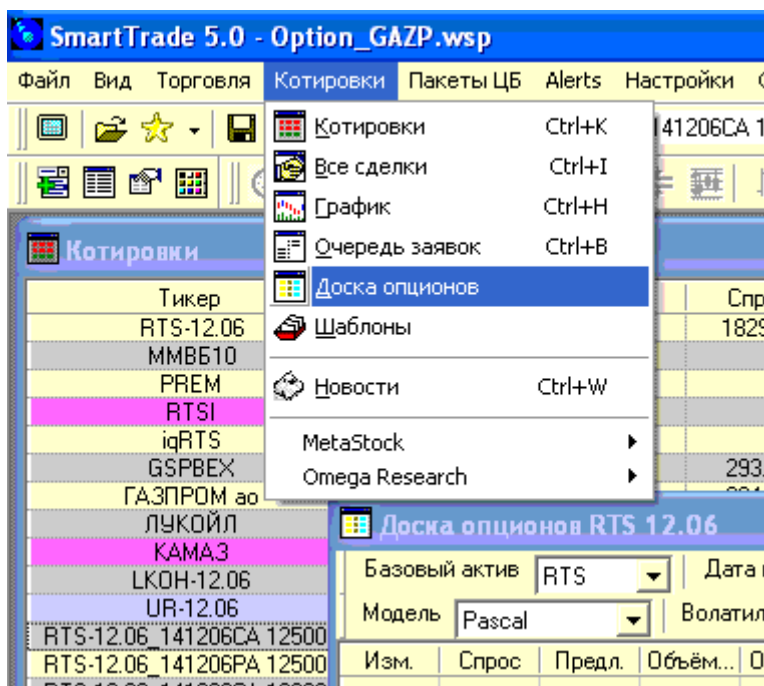 SmartTrade 5.0 - Option_GAZP.wsp
Файл Вид Торговля Котировки Пакеты ЦБ Alerts Настройки
Котировки Ctrl+K
41206CA 1
Все сделки Ctrl+I
График Ctrl+H
Очередь заявок Ctrl+B
Доска опционов
Шаблоны
Новости Ctrl+W
MetaStock
Omega Research
Котировки
Тикер Спр
RTS-12.06 1829
ММВБ10
PREM
RTSI
iqRTS
GSPBEX 293.
ГАЗПРОМ ао
ЛУКОЙЛ
КАМАЗ
LKOH-12.06
UR-12.06
RTS-12.06_141206CA 12500
RTS-12.06_141206PA 12500
Доска опционов RTS 12.06
Базовый актив RTS Дата
Модель Pascal Волатил
Изм. Спрос Предл. Объём...